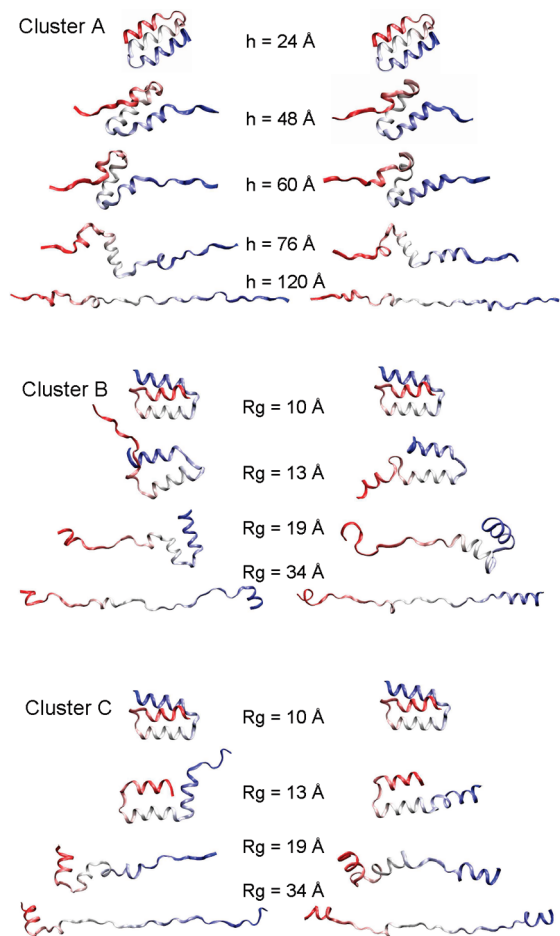 Cluster A
h = 24 Å
h = 48 Å
h = 60 Å
h = 76 Å
h = 120 Å
Cluster B
Rg = 10 Å
Rg = 13 Å
Rg = 19 Å
Rg = 34 Å
Cluster C
Rg = 10 Å
Rg = 13 Å
Rg = 19 Å
Rg = 34 Å